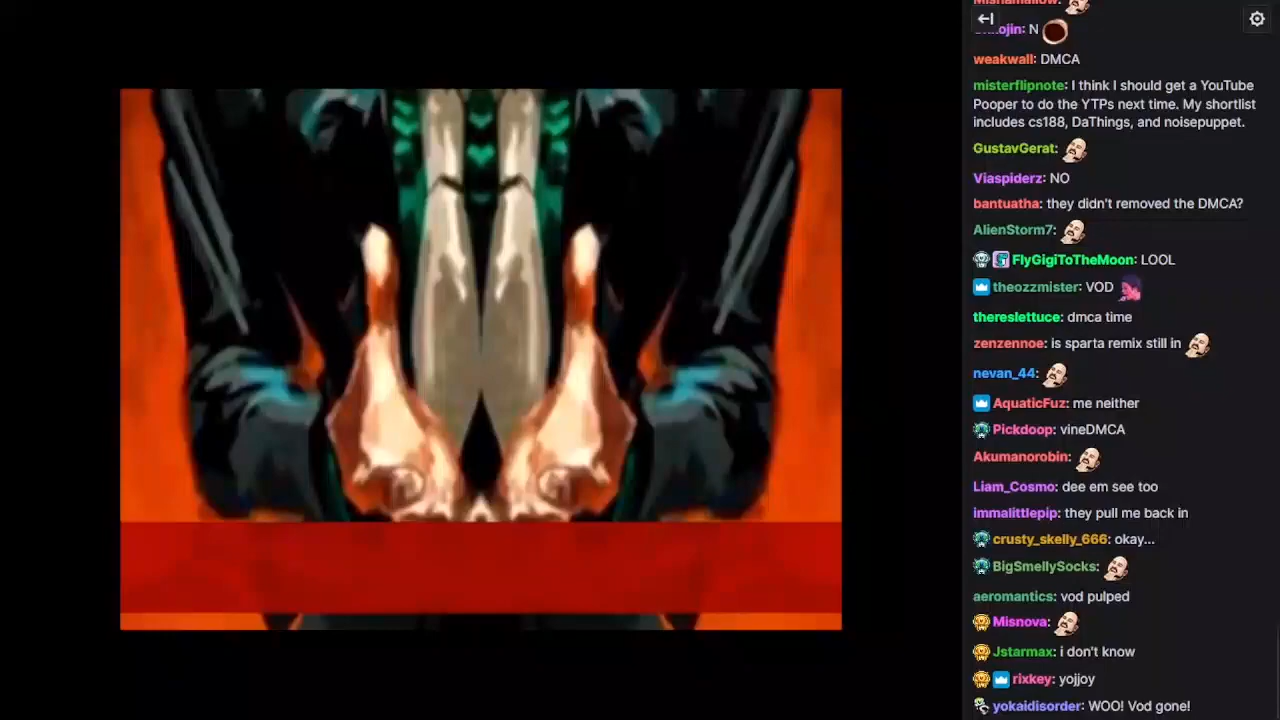 ojin: N
weakwall: DMCA
misterflipnote: I think I should get a YouTube
Pooper to do the YTPs next time. My shortlist
includes cs188, DaThings, and noisepuppet.
GustavGerat:
Viaspiderz: NO
bantuatha: they didn't removed the DMCA?
AlienStorm7:
FlyGigiToTheMoon: LOOL
theozzmister: VOD
thereslettuce: dmca time
zenzennoe: is sparta remix still in
nevan_44:
AquaticFuz: me neither
Pickdoop: vineDMCA
Akumanorobin:
Liam_Cosmo: dee em see too
immalittlepip: they pull me back in
crusty_skelly_666: okay...
BigSmellySocks:
aeromantics: vod pulped
Misnova:
Jstarmax: i don't know
rixkey: yojjoy
yokaidisorder: WOO! Vod gone!